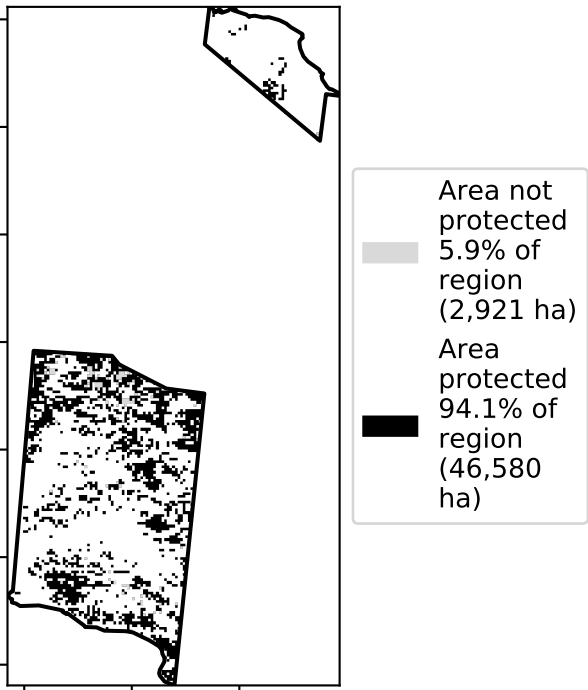 Area not
protected
5.9% of
region
(2,921 ha)
Area
protected
94.1% of
region
(46,580
ha)